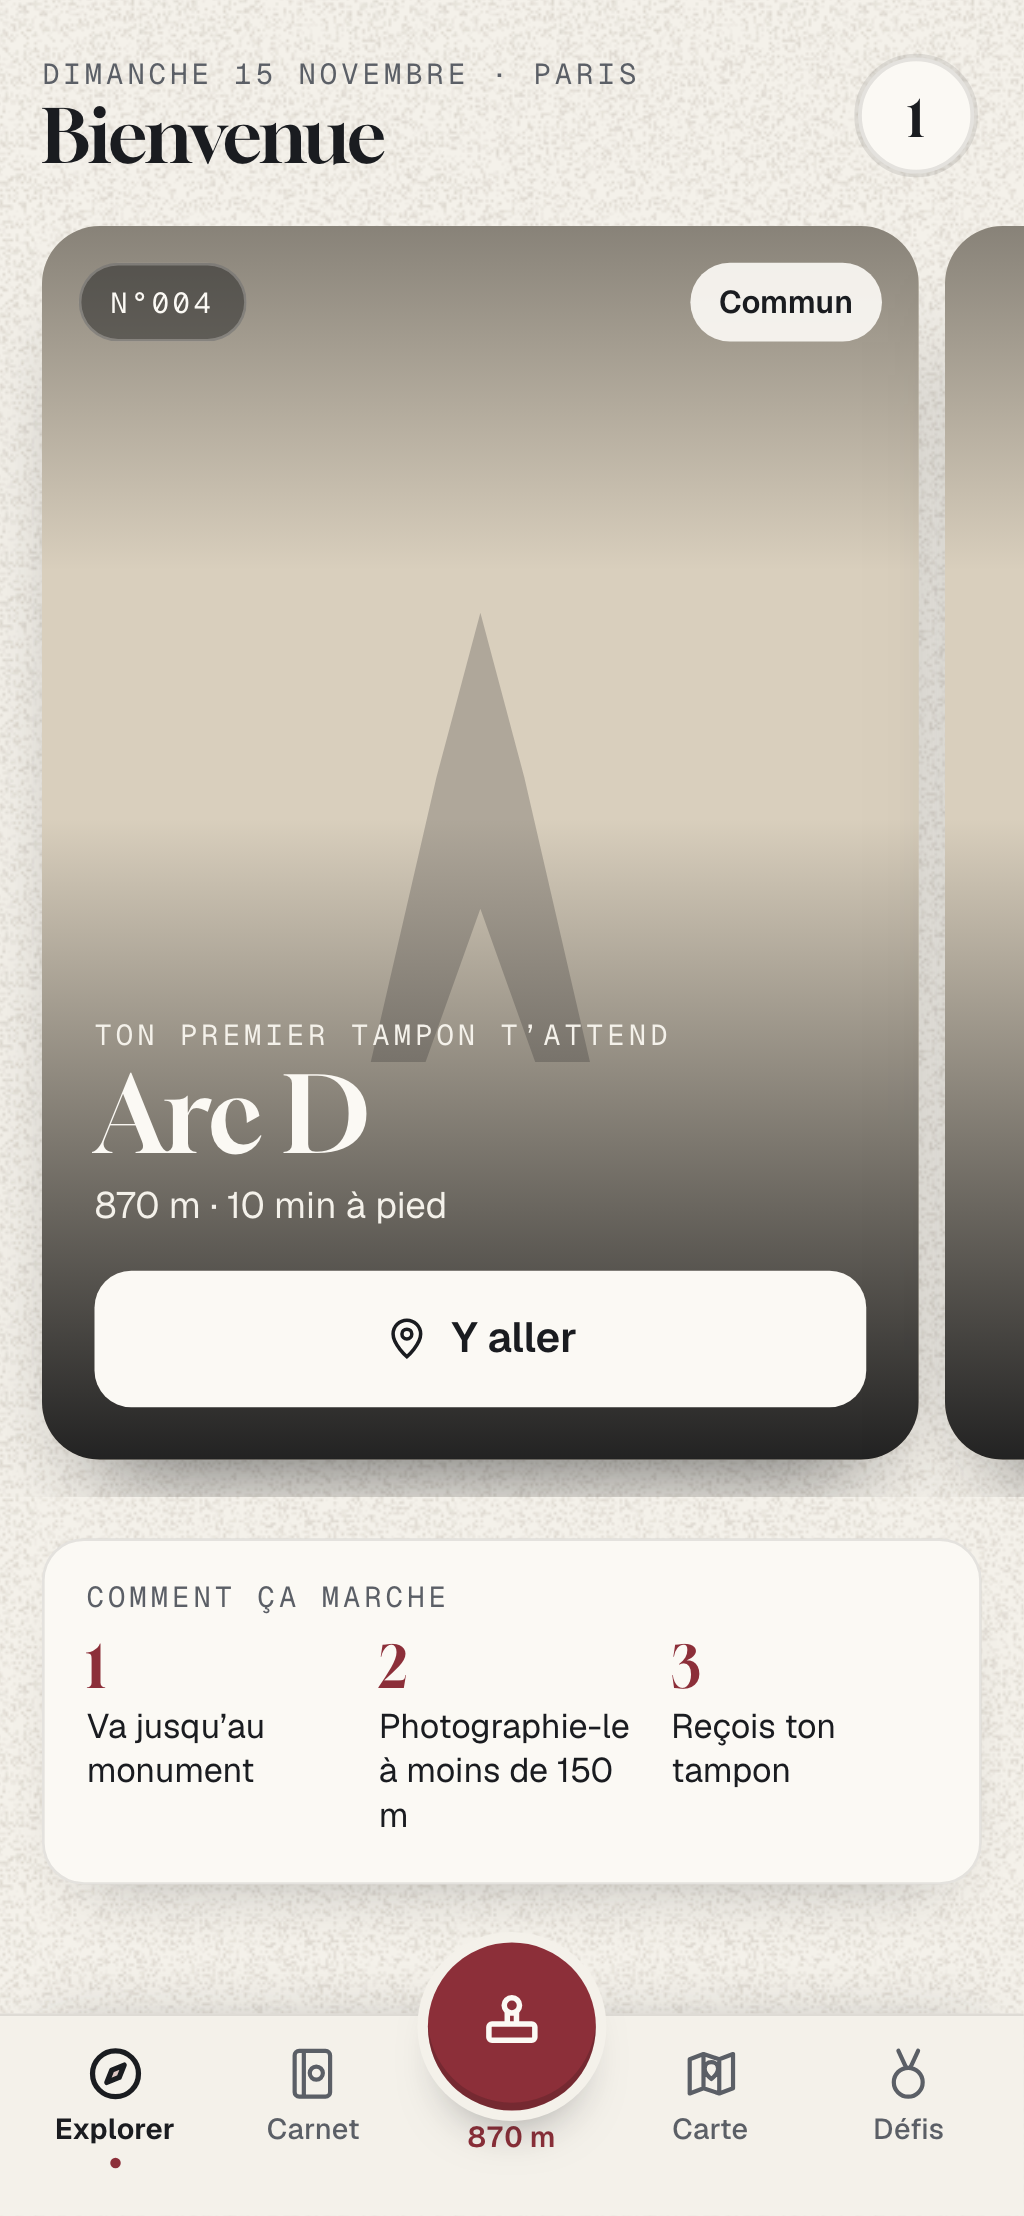 DIMANCHE 15 NOVEMBRE · PARIS
Bienvenue
1
N°004
Commun
TON PREMIER TAMPON T’ATTEND
Arc D
870 m · 10 min à pied
Y aller
COMMENT ÇA MARCHE
1
Va jusqu’au
monument
2
Photographie-le
à moins de 150
m
3
Reçois ton
tampon
Explorer
Carnet
870 m
Carte
Défis